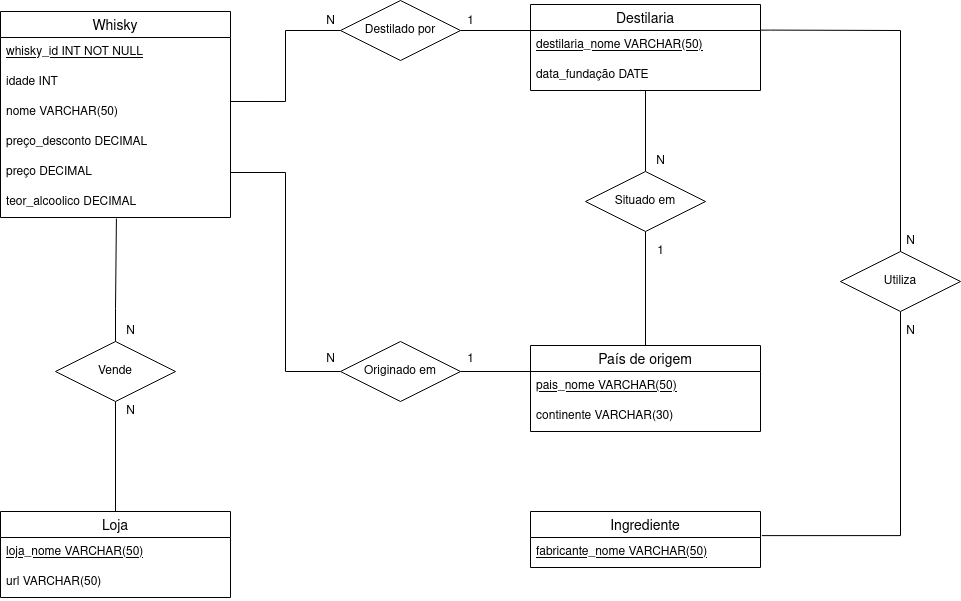 Whisky
whisky_id INT NOT NULL
idade INT
nome VARCHAR(50)
preço_desconto DECIMAL
preço DECIMAL
teor_alcoolico DECIMAL
N
Destilado por
1
Destilaria
destilaria_nome VARCHAR(50)
data_fundação DATE
N
Situado em
1
N
Utiliza
N
N
Originado em
1
País de origem
pais_nome VARCHAR(50)
continente VARCHAR(30)
N
Vende
N
Loja
loja_nome VARCHAR(50)
url VARCHAR(50)
Ingrediente
fabricante_nome VARCHAR(50)